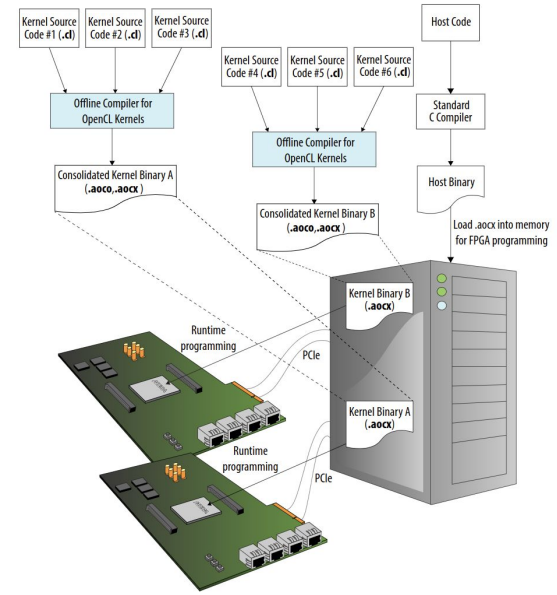 Kernel Source
Code #1 (.cl)
Kernel Source
Code #2 (.cl)
Kernel Source
Code #3 (.cl)
Host Code
Kernel Source
Code #4 (.cl)
Kernel Source
Code #5 (.cl)
Kernel Source
Code #6 (.cl)
Offline Compiler for
OpenCL Kernels
Standard
C Compiler
Offline Compiler for
OpenCL Kernels
Consolidated Kernel Binary A
(.aoco,.aocx )
Host Binary
Consolidated Kernel Binary B
(.aoco,.aocx )
Load .aocx into memory
for FPGA programming
Kernel Binary B
(.aocx)
Runtime
programming
PCIe
Kernel Binary A
(.aocx)
Runtime
programming
PCIe